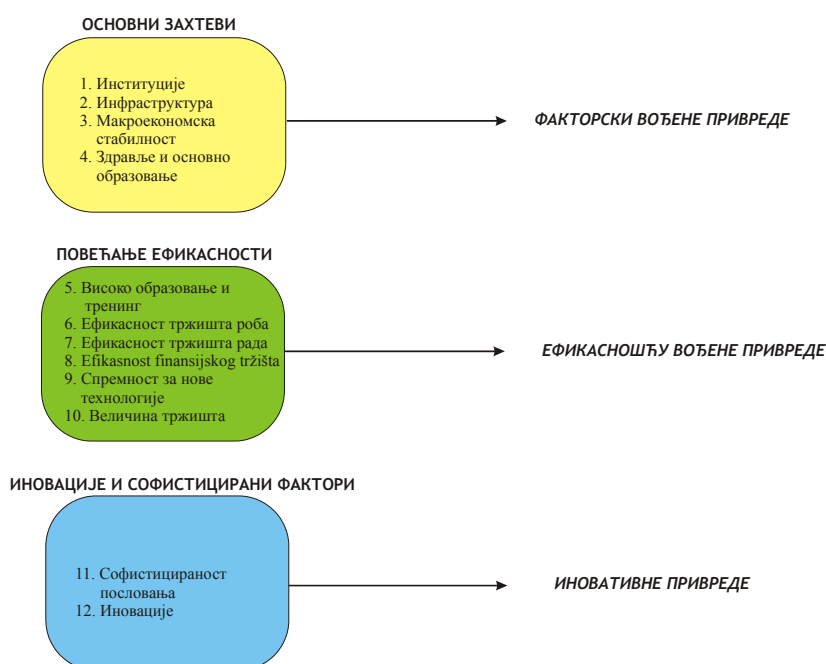 ОСНОВНИ ЗАХТЕВИ
1. Институције
2. Инфраструктура
3. Макроекономска
стабилност
4. Здравље и основно
образовање
ФАКТОРСКИ ВОЂЕНЕ ПРИВРЕДЕ
ПОВЕЋАЊЕ ЕФИКАСНОСТИ
5. Високо образовање и
тренинг
6. Ефикасност тржишта роба
7. Ефикасност тржишта рада
8. Efikasnost finansijskog tržišta
9. Спремност за нове
технологије
10. Величина тржишта
ЕФИКАСНОШЋУ ВОЂЕНЕ ПРИВРЕДЕ
ИНОВАЦИЈЕ И СОФИСТИЦИРАНИ ФАКТОРИ
11. Софистицираност
пословања
12. Иновације
ИНОВАТИВНЕ ПРИВРЕДЕ